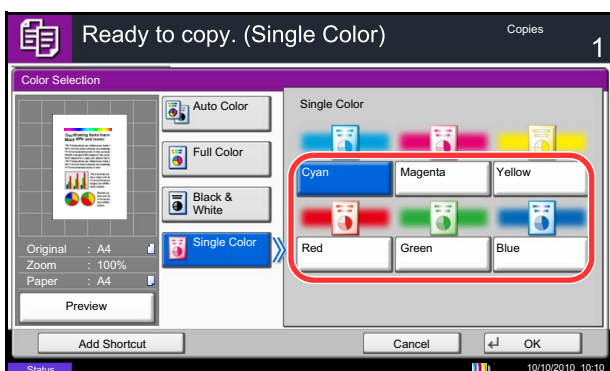 Ready to copy. (Single Color)
Copies
1
Color Selection
Auto Color
Full Color
Black &
White
Single Color
Original : A4
Zoom : 100%
Paper : A4
Preview
Single Color
Cyan
Magenta
Yellow
Red
Green
Blue
Add Shortcut
Cancel
OK
Status
10/10/2010 10:10